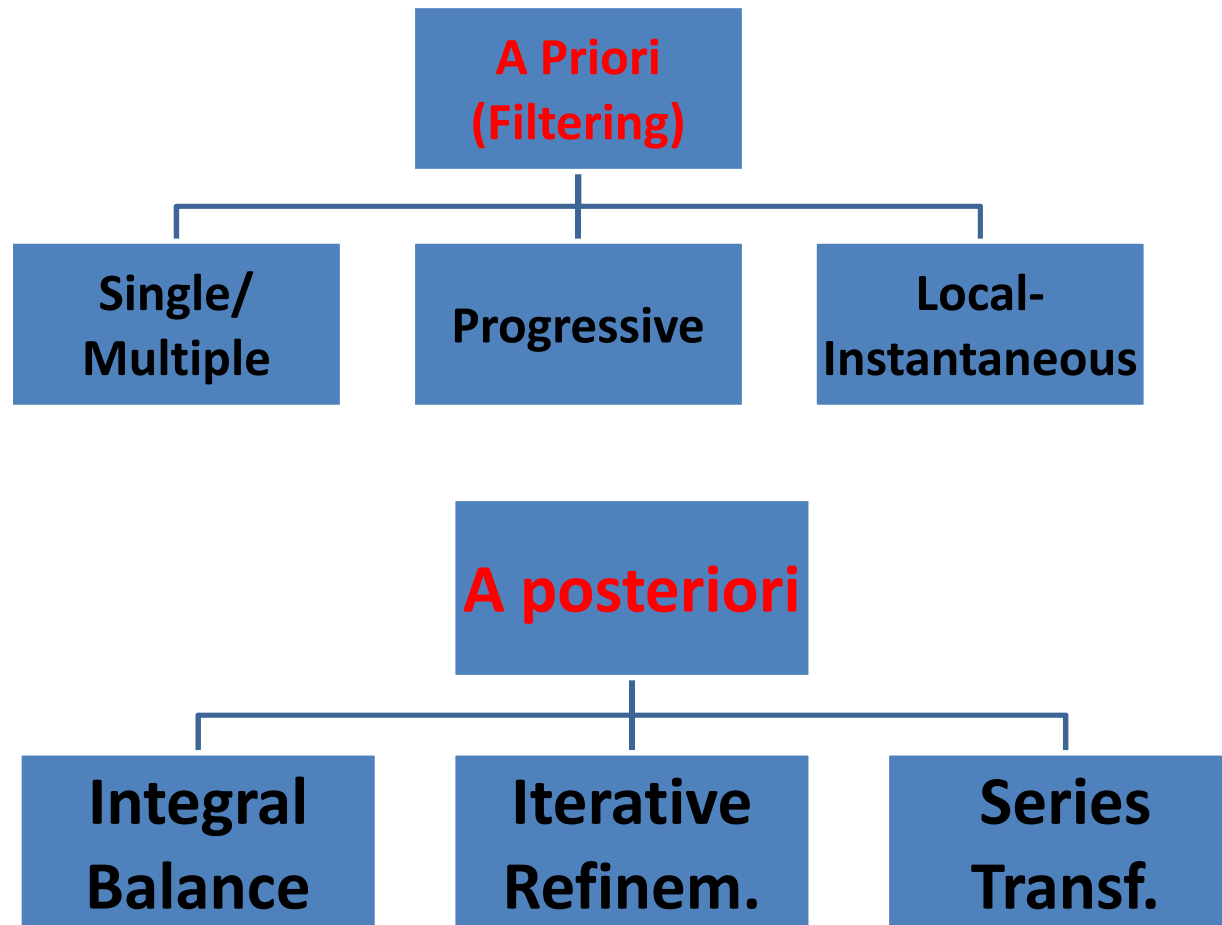 A Priori
(Filtering)
Single/
Multiple
Progressive
Local-
Instantaneous
A posteriori
Integral
Balance
Iterative
Refinem.
Series
Transf.